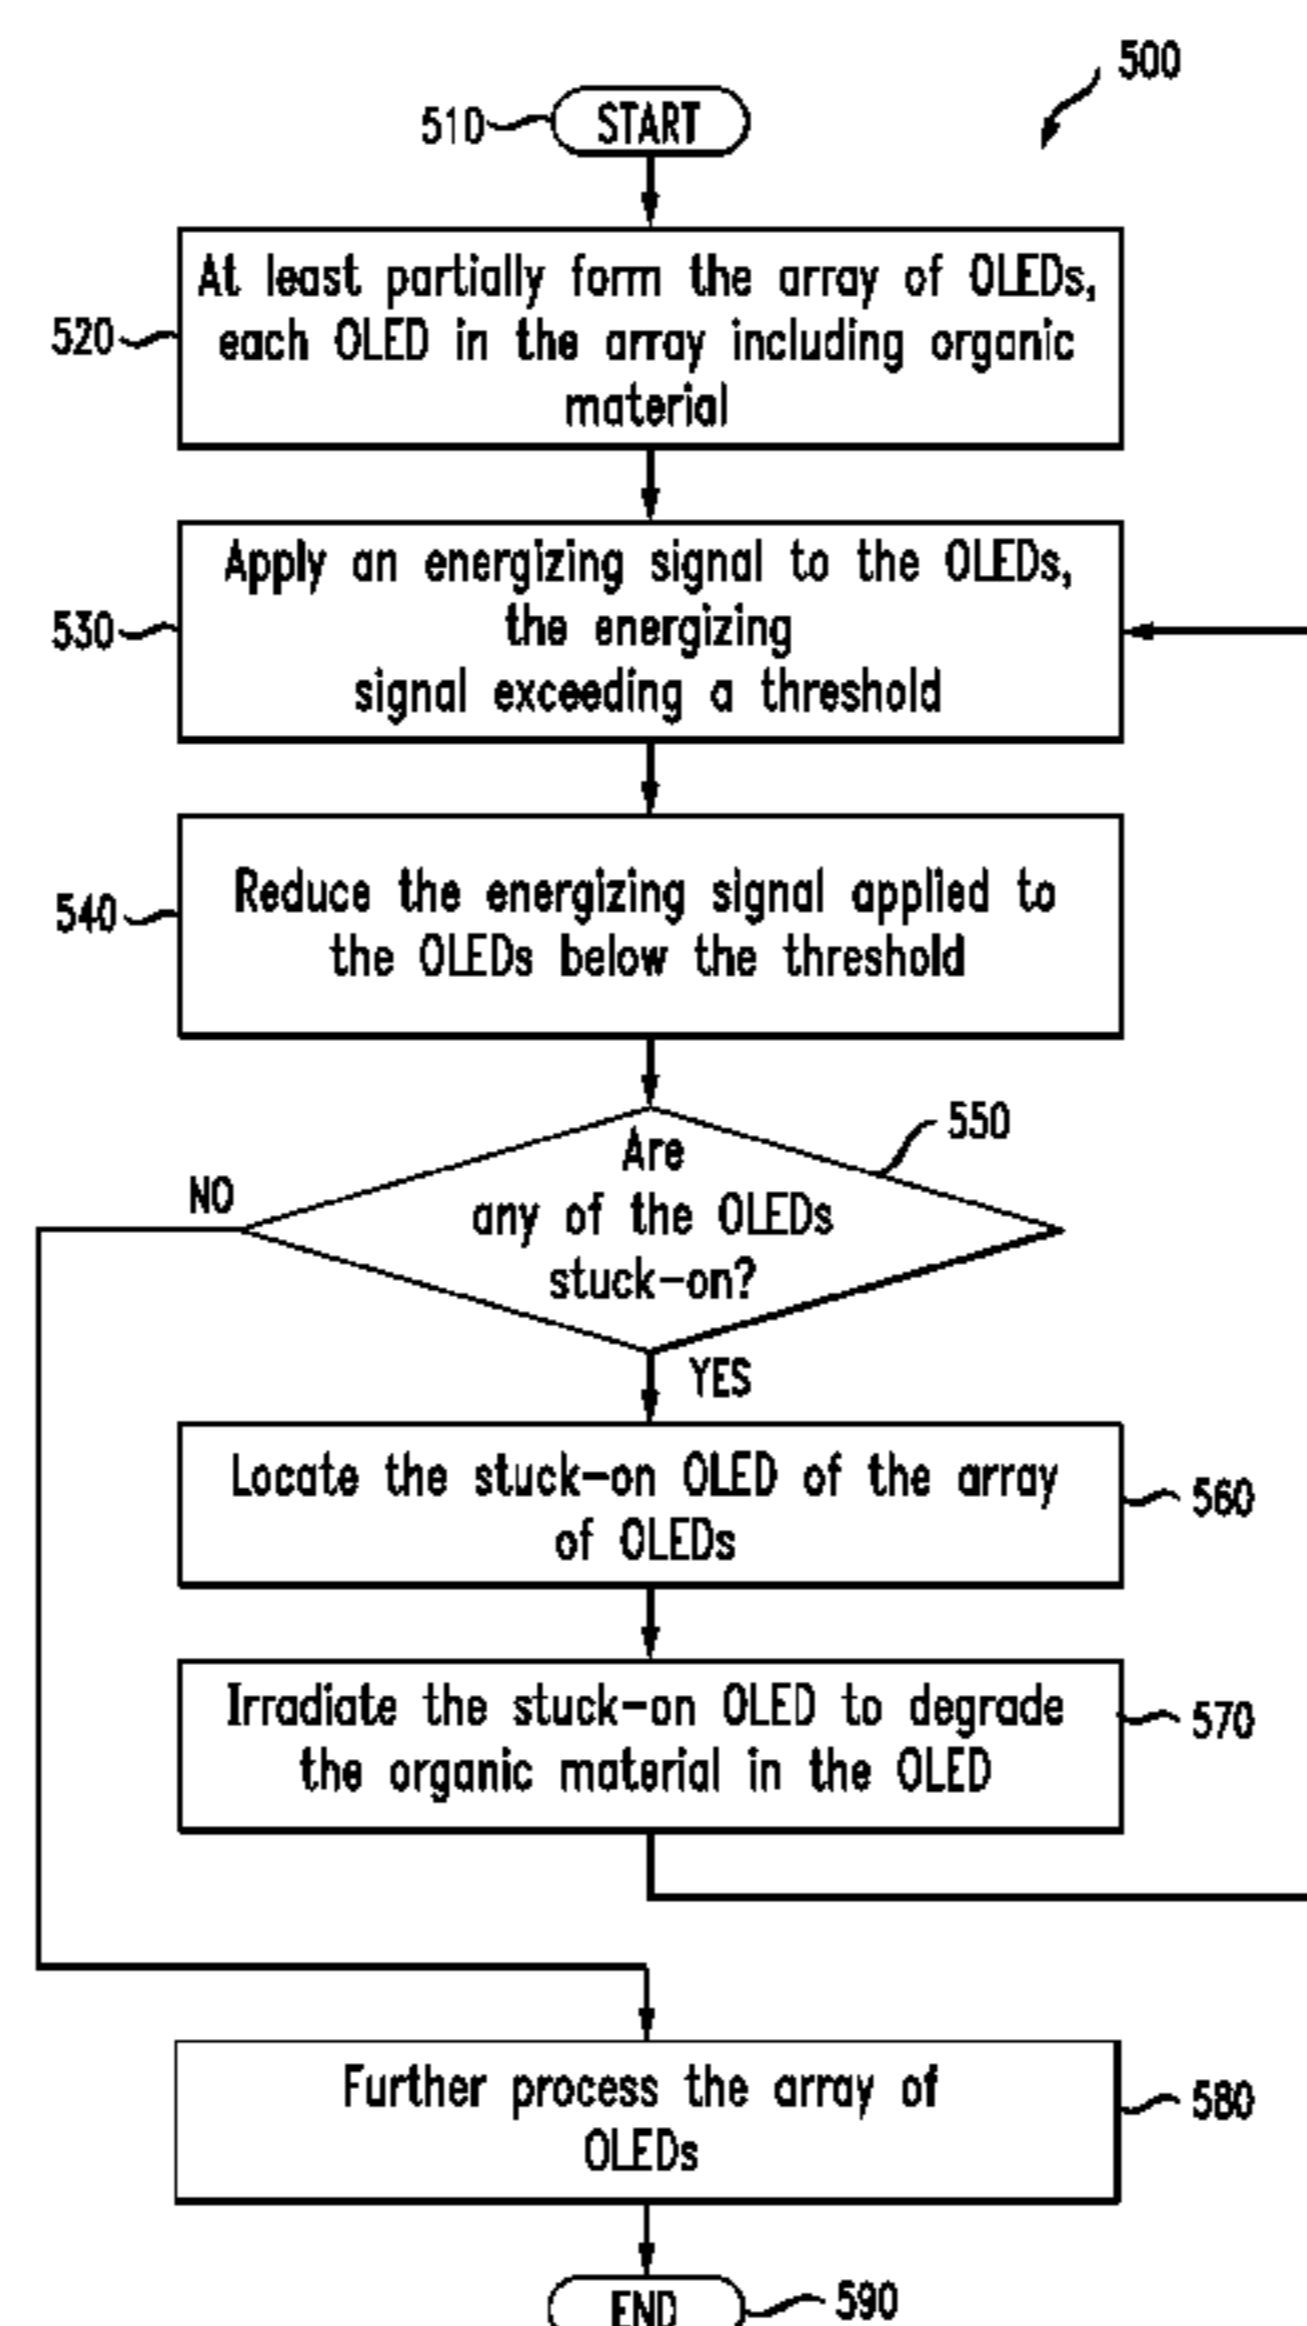 500
510
START
At least partially form the array of OLEDs,
each OLED in the array including organic
material
520
Apply an energizing signal to the OLEDs,
the energizing
signal exceeding a threshold
530
Reduce the energizing signal applied to
the OLEDs below the threshold
540
550
Are
any of the OLEDs
stuck-on?
NO
YES
Locate the stuck-on OLED of the array
of OLEDs
560
Irradiate the stuck-on OLED to degrade
the organic material in the OLED
570
Further process the array of
OLEDs
580
END
590